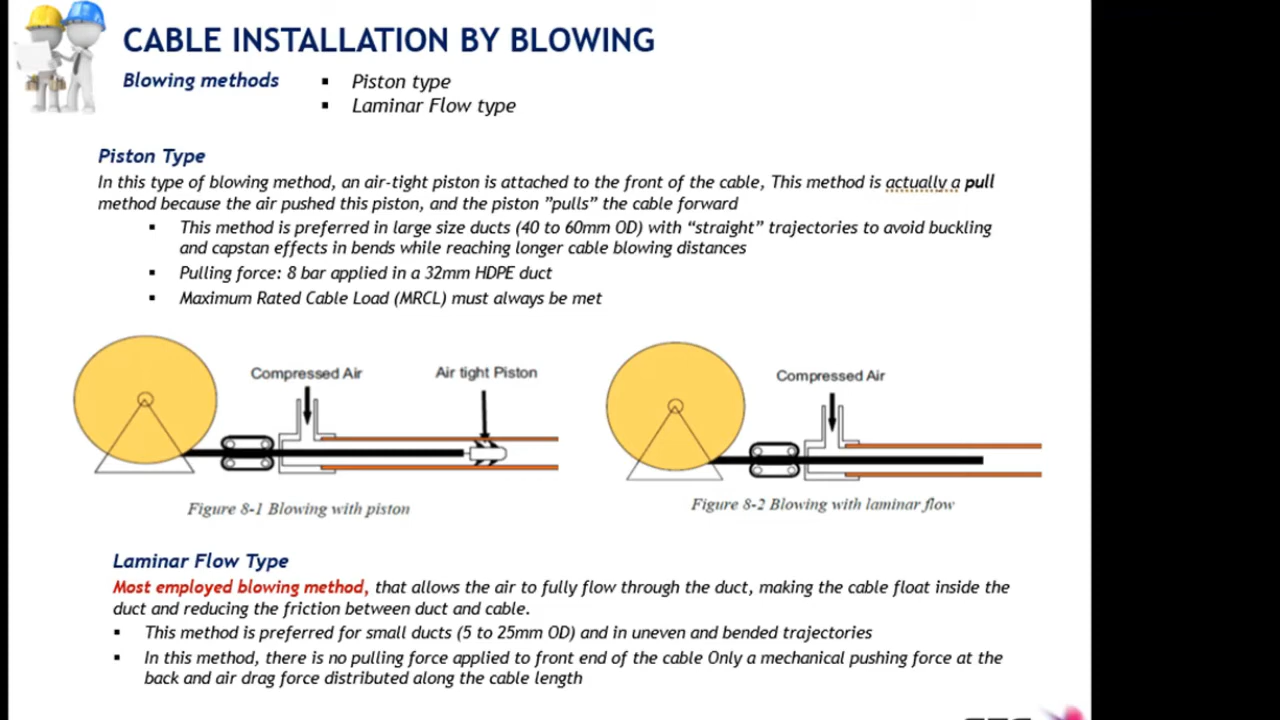 CABLE INSTALLATION BY BLOWING
Blowing methods
▪ Piston type
▪ Laminar Flow type
Piston Type
In this type of blowing method, an air-tight piston is attached to the front of the cable, This method is actually a pull
method because the air pushed this piston, and the piston ”pulls” the cable forward
▪ This method is preferred in large size ducts (40 to 60mm OD) with “straight” trajectories to avoid buckling
and capstan effects in bends while reaching longer cable blowing distances
▪ Pulling force: 8 bar applied in a 32mm HDPE duct
▪ Maximum Rated Cable Load (MRCL) must always be met
Compressed Air
Air tight Piston
Figure 8-1 Blowing with piston
Compressed Air
Figure 8-2 Blowing with laminar flow
Laminar Flow Type
Most employed blowing method, that allows the air to fully flow through the duct, making the cable float inside the
duct and reducing the friction between duct and cable.
▪ This method is preferred for small ducts (5 to 25mm OD) and in uneven and bended trajectories
▪ In this method, there is no pulling force applied to front end of the cable Only a mechanical pushing force at the
back and air drag force distributed along the cable length